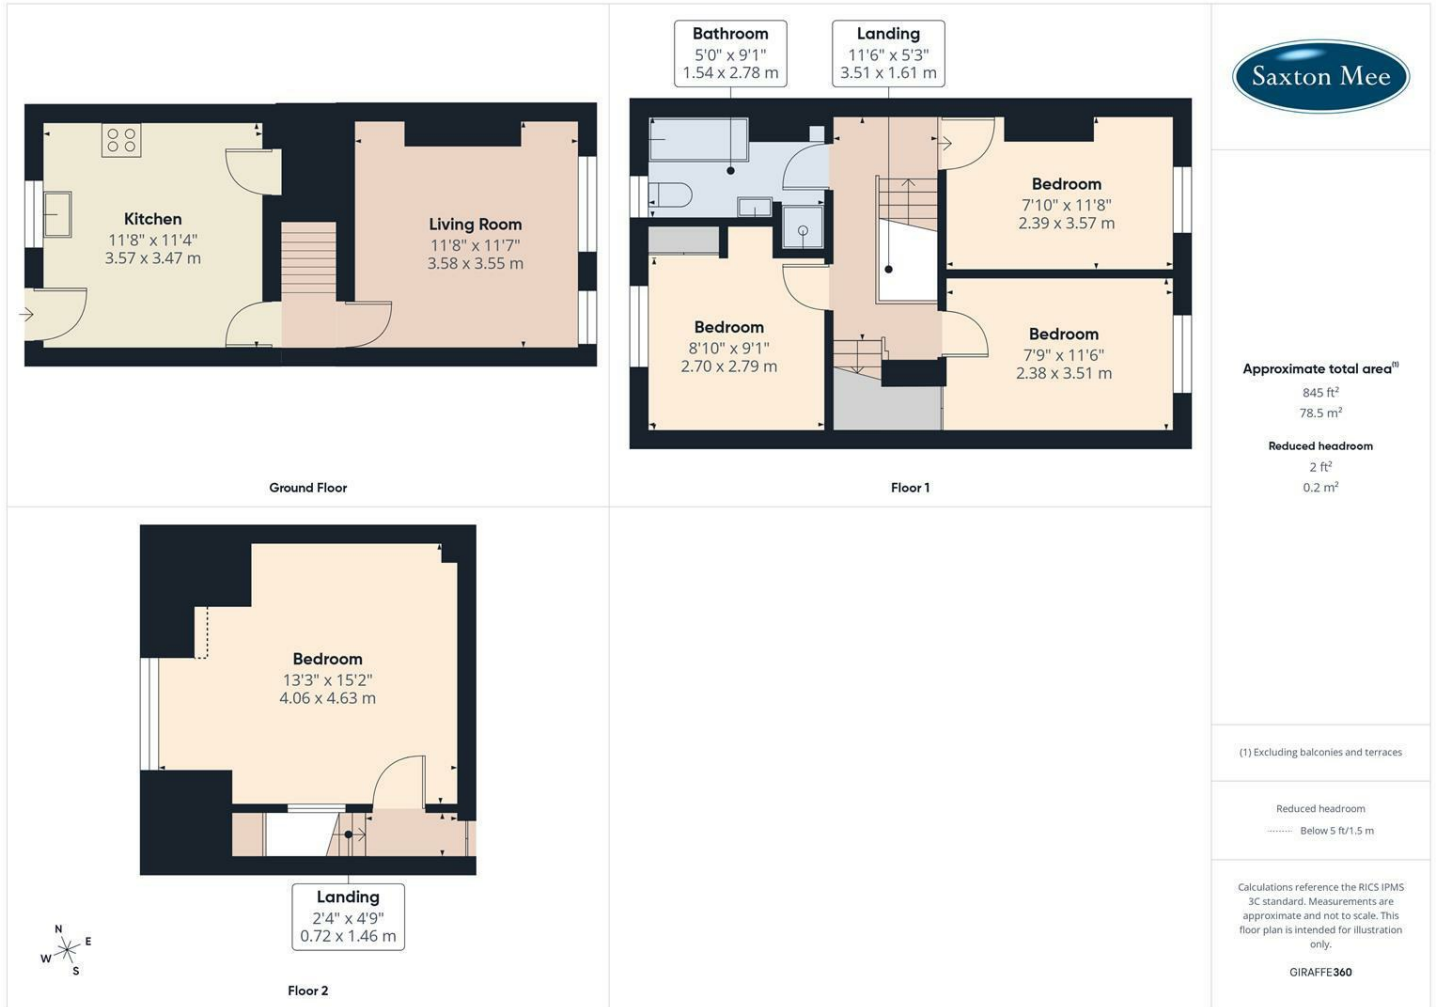 Kitchen
11'8" x 11'4"
3.57 x 3.47 m
Living Room
11'8" x 11'7"
3.58 x 3.55 m
Ground Floor
Bathroom
5'0" x 9'1"
1.54 x 2.78 m
Landing
11'6" x 5'3"
3.51 x 1.61 m
Bedroom
7'10" x 11'8"
2.39 x 3.57 m
Bedroom
8'10" x 9'1"
2.70 x 2.79 m
Bedroom
7'9" x 11'6"
2.38 x 3.51 m
Floor 1
Bedroom
13'3" x 15'2"
4.06 x 4.63 m
Landing
2'4" x 4'9"
0.72 x 1.46 m
N
E
W
S
Floor 2
Saxton Mee
Approximate total area(1)
845 ft²
78.5 m²
Reduced headroom
2 ft²
0.2 m²
(1) Excluding balconies and terraces
Reduced headroom
Below 5 ft/1.5 m
Calculations reference the RICS IPMS
3C standard. Measurements are
approximate and not to scale. This
floor plan is intended for illustration
only.
GIRAFFE360